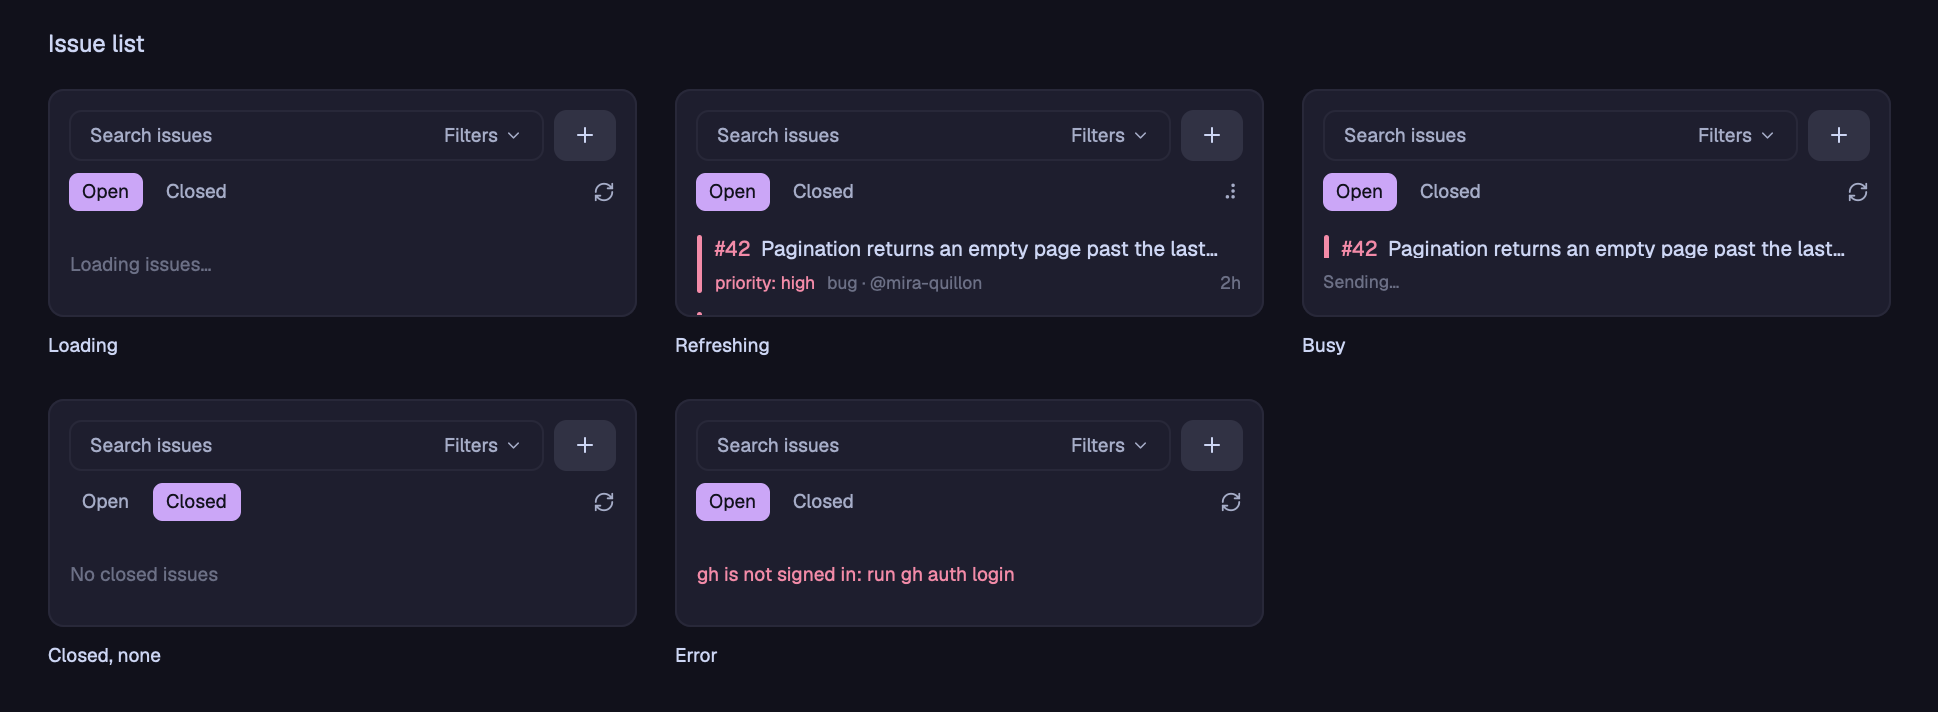 Issue list
Search issues Filters
Open Closed
Loading issues...
Loading
Search issues Filters
Open Closed
#42 Pagination returns an empty page past the last...
priority: high bug · @mira-quillon 2h
Refreshing
Search issues Filters
Open Closed
#42 Pagination returns an empty page past the last...
Sending...
Busy
Search issues Filters
Open Closed
No closed issues
Closed, none
Search issues Filters
Open Closed
gh is not signed in: run gh auth login
Error